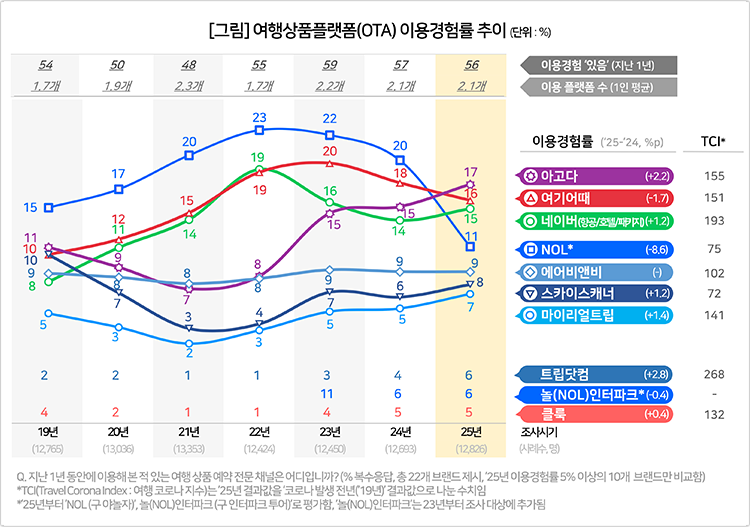 [그림] 여행상품플랫폼(OTA) 이용경험률 추이 (단위 : %)
54 50 48 55 59 57 56 이용경험 '있음' (지난 1년)
1.7개 1.9개 2.3개 1.7개 2.2개 2.1개 2.1개 이용 플랫폼 수 (1인 평균)
이용경험률 ('25-'24, %p) TCI*
15 17 20 23 22 20 11
11 9 7 8 15 15 17
10 12 15 19 20 18 16
8 11 14 19 16 14 15
9 8 8 8 9 9 9
10 7 3 4 7 6 8
5 3 2 3 5 5 7
아고다 (+2.2) 155
여기어때 (-1.7) 151
네이버(항공/호텔/패키지) (+1.2) 193
NOL* (-8.6) 75
에어비앤비 (-) 102
스카이스캐너 (+1.2) 72
마이리얼트립 (+1.4) 141
2 2 1 1 3 4 6 트립닷컴 (+2.8) 268
11 6 6 놀(NOL)인터파크* (-0.4) -
4 2 1 1 4 5 5 클룩 (+0.4) 132
19년 20년 21년 22년 23년 24년 25년 조사시기
(12,765) (13,036) (13,353) (12,424) (12,450) (12,693) (12,826) (사례수, 명)
Q. 지난 1년 동안에 이용해 본 적 있는 여행 상품 예약 전문 채널은 어디입니까? (% 복수응답, 총 22개 브랜드 제시, '25년 이용경험률 5% 이상의 10개 브랜드만 비교함)
*TCI(Travel Corona Index : 여행 코로나 지수)는 '25년 결과값을 '코로나 발생 전년('19년)' 결과값으로 나눈 수치임
*'25년부터 'NOL (구 야놀자)', 놀(NOL)인터파크 (구 인터파크 투어)'로 평가함, '놀(NOL)인터파크'는 23년부터 조사 대상에 추가됨